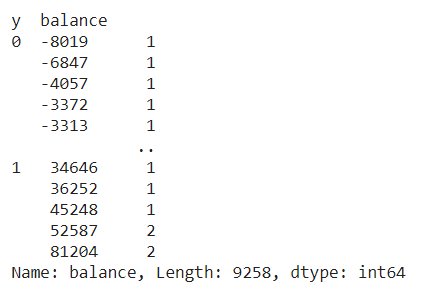 y  balance
0  -8019      1
   -6847      1
   -4057      1
   -3372      1
   -3313      1
            ..
1   34646     1
    36252     1
    45248     1
    52587     2
    81204     2
Name: balance, Length: 9258, dtype: int64